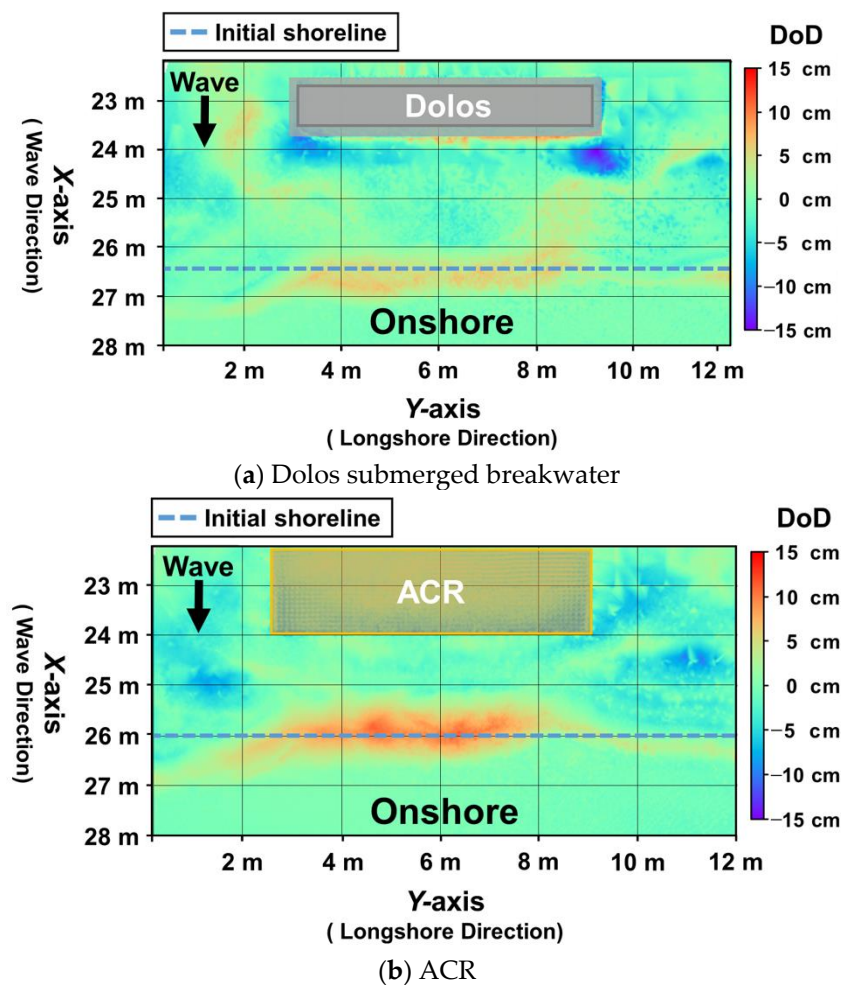 Initial shoreline
DoD
Wave
Dolos
15 cm
23 m
10 cm
24 m
5 cm
25 m
0 cm
26 m
−5 cm
27 m
−10 cm
Onshore
28 m
−15 cm
X-axis
( Wave Direction)
2 m 4 m 6 m 8 m 10 m 12 m
Y-axis
( Longshore Direction)
(a) Dolos submerged breakwater
Initial shoreline
DoD
Wave
ACR
15 cm
23 m
10 cm
24 m
5 cm
25 m
0 cm
26 m
−5 cm
27 m
−10 cm
Onshore
28 m
−15 cm
X-axis
( Wave Direction)
2 m 4 m 6 m 8 m 10 m 12 m
Y-axis
( Longshore Direction)
(b) ACR